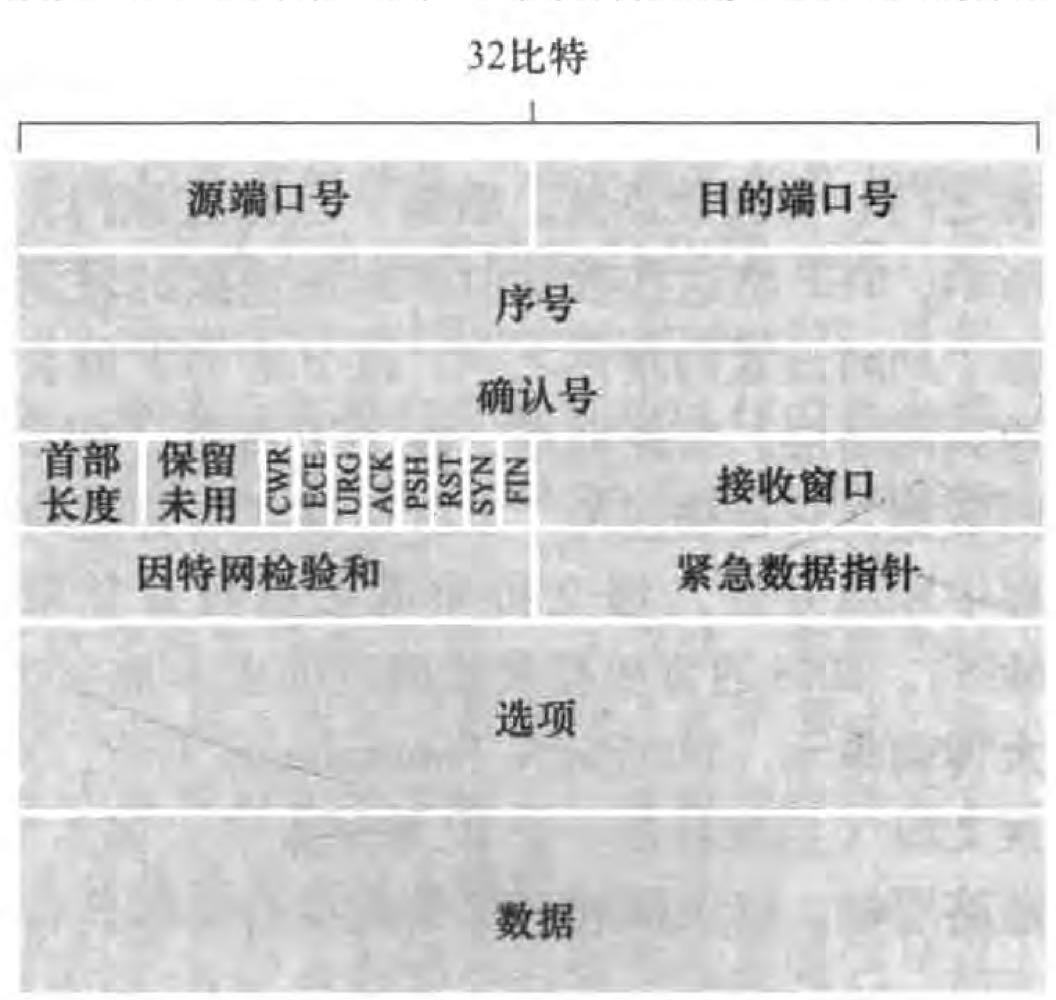 32比特
源端口号 目的端口号
序号
确认号
首部 保留 CWR ECE URG ACK PSH RST SYN FIN 接收窗口
长度 未用
因特网检验和 紧急数据指针
选项
数据